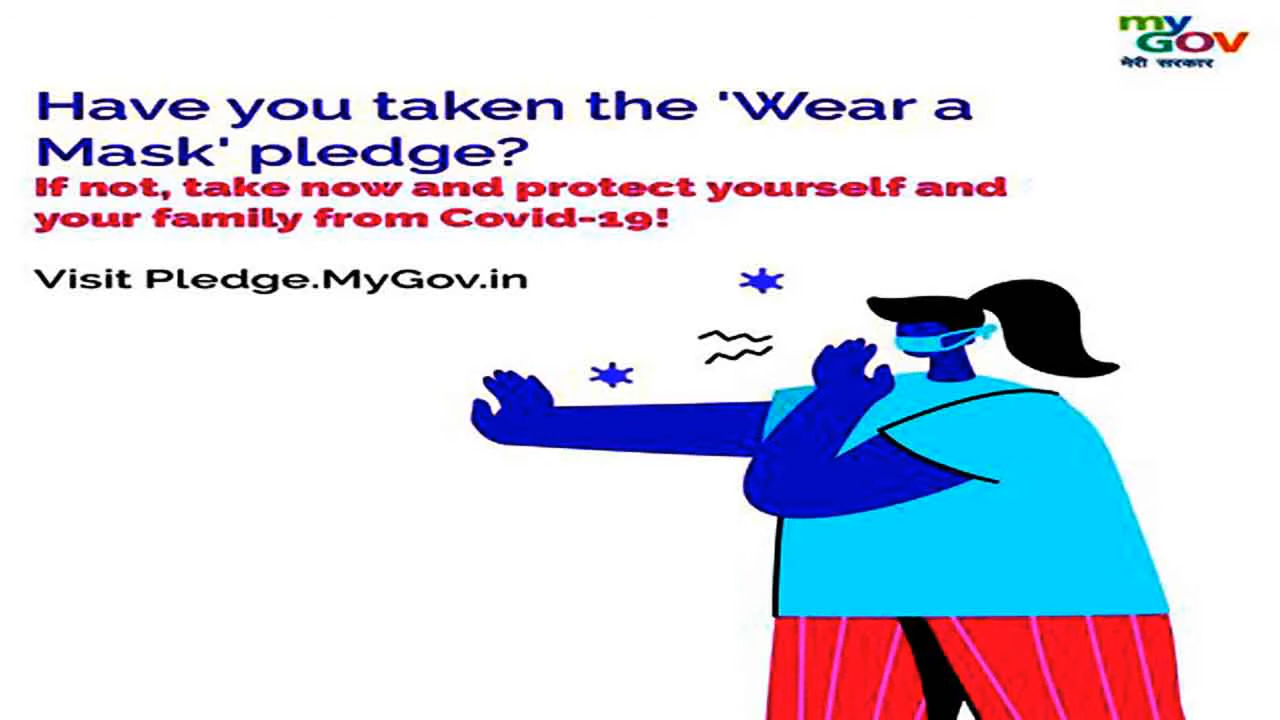 my
GOV
मेरी सरकार
Have you taken the 'Wear a
Mask' pledge?
If not, take now and protect yourself and
your family from Covid-19!
Visit Pledge.MyGov.in